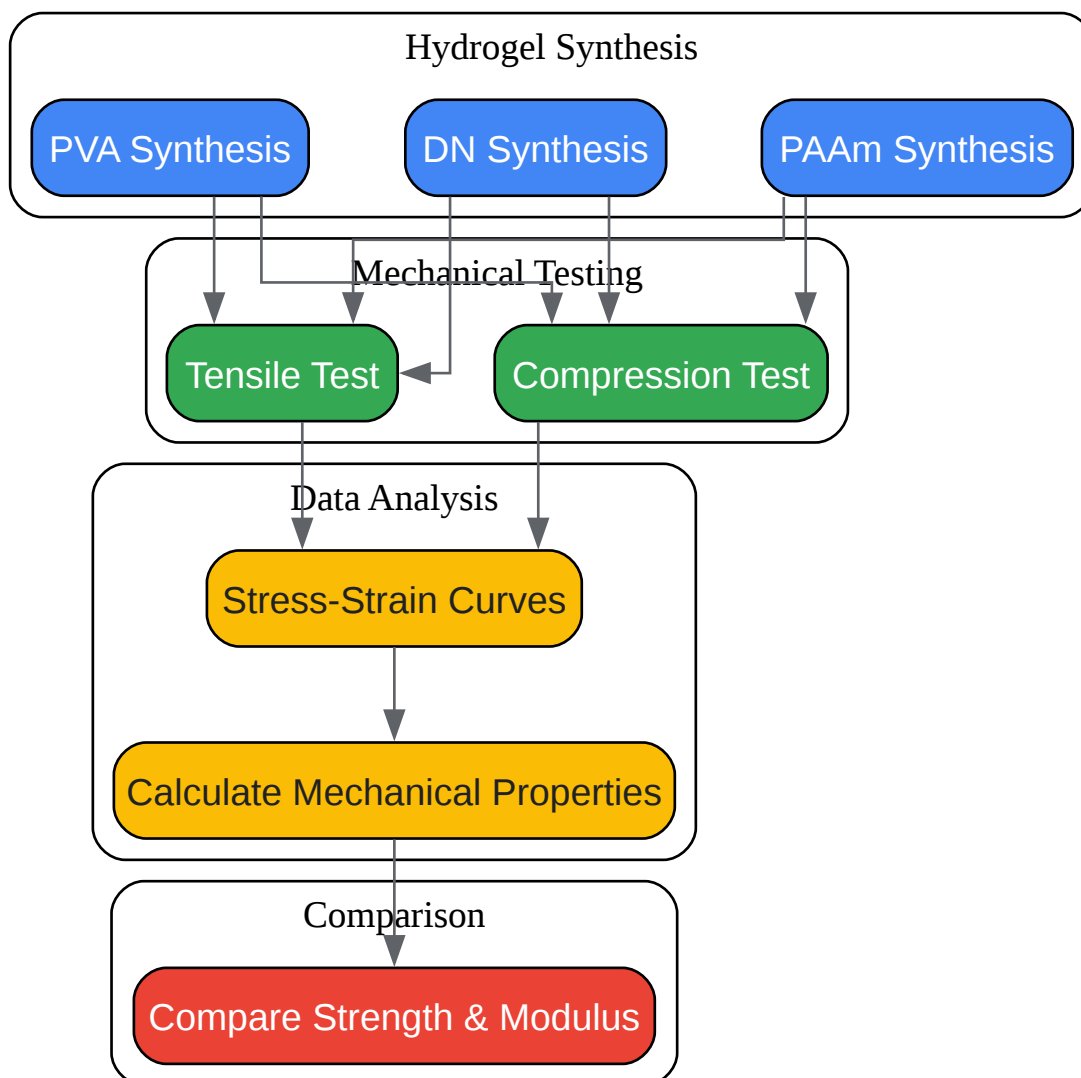 Hydrogel Synthesis
PVA Synthesis
DN Synthesis
PAAm Synthesis
Mechanical Testing
Tensile Test
Compression Test
Data Analysis
Stress-Strain Curves
Calculate Mechanical Properties
Comparison
Compare Strength & Modulus